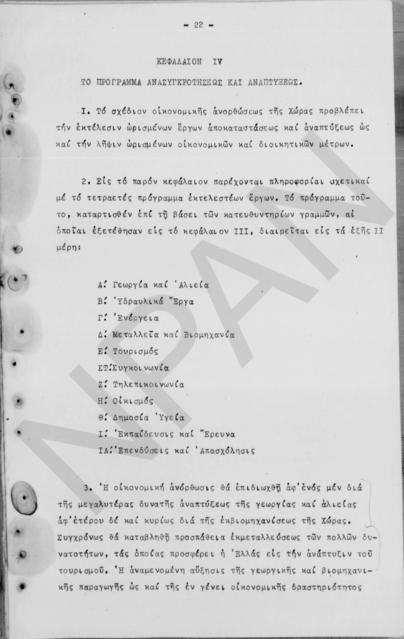 - 22 -
ΚΕΦΑΛΑΙΟΝ IV
ΤΟ ΠΡΟΓΡΑΜΜΑ ΑΝΑΣΥΓΚΡΟΤΗΣΕΩΣ ΚΑΙ ΑΝΑΠΤΥΞΕΩΣ.
I. Τό σχέδιον οἰκονομικῆς ἀνορθώσεως τῆς Χώρας προβλέπει
τήν ἐκτέλεσιν ὡρισμένων ἔργων ἀποκαταστάσεως καί ἀναπτύξεως ὡς
καί τήν λῆψιν ὡρισμένων οἰκονομικῶν καί διοικητικῶν μέτρων.
2. Εἰς τό παρόν κεφάλαιον παρέχονται πληροφορίαι σχετικαί
μέ τό τετραετές πρόγραμμα ἐκτελεστέων ἔργων. Τό πρόγραμμα τοῦ-
το, καταρτισθέν ἐπί τῇ βάσει τῶν κατευθυντηρίων γραμμῶν, αἱ
ὁποῖαι ἐξετέθησαν εἰς τό κεφάλαιον III, διαιρεῖται εἰς τά ἑξῆς II
μέρη:
Α΄. Γεωργία καί Ἁλιεία
Β΄. Ὑδραυλικά Ἔργα
Γ΄. Ἐνέργεια
Δ΄. Μεταλλεῖα καί Βιομηχανία
Ε΄. Τουρισμός
ΣΤ΄. Συγκοινωνία
Ζ΄. Τηλεπικοινωνία
Η΄. Οἰκισμός
Θ΄. Δημοσία Ὑγεία
Ι΄. Ἐκπαίδευσις καί Ἔρευνα
ΙΑ΄. Ἐπενδύσεις καί Ἀπασχόλησις
3. Ἡ οἰκονομική ἀνόρθωσις θά ἐπιδιωχθῇ ἀφ'ἑνός μέν διά
τῆς μεγαλυτέρας δυνατῆς ἀναπτύξεως τῆς γεωργίας καί ἁλιείας
ἀφ'ἑτέρου δέ καί κυρίως διά τῆς ἐκβιομηχανίσεως τῆς Χώρας.
Συγχρόνως θά καταβληθῇ προσπάθεια ἐκμεταλλεύσεως τῶν πολλῶν δυ-
νατοτήτων, τάς ὁποίας προσφέρει ἡ Ἑλλάς εἰς τήν ἀνάπτυξιν τοῦ
τουρισμοῦ. Ἡ ἀναμενομένη αὔξησις τῆς γεωργικῆς καί βιομηχανι-
κῆς παραγωγῆς ὡς καί τῆς ἐν γένει οἰκονομικῆς δραστηριότητος